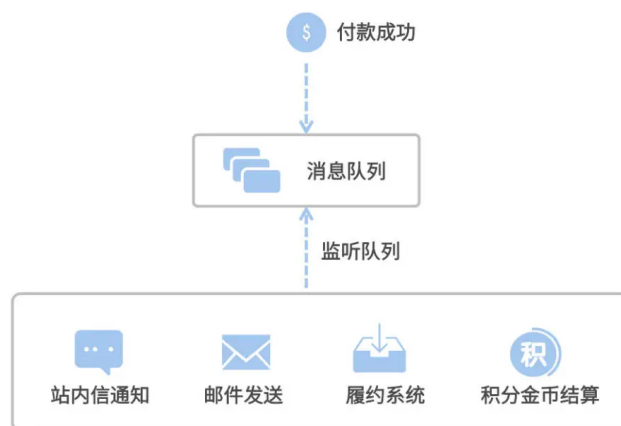 $ 付款成功
消息队列
监听队列
积
站内信通知 邮件发送 履约系统 积分金币结算